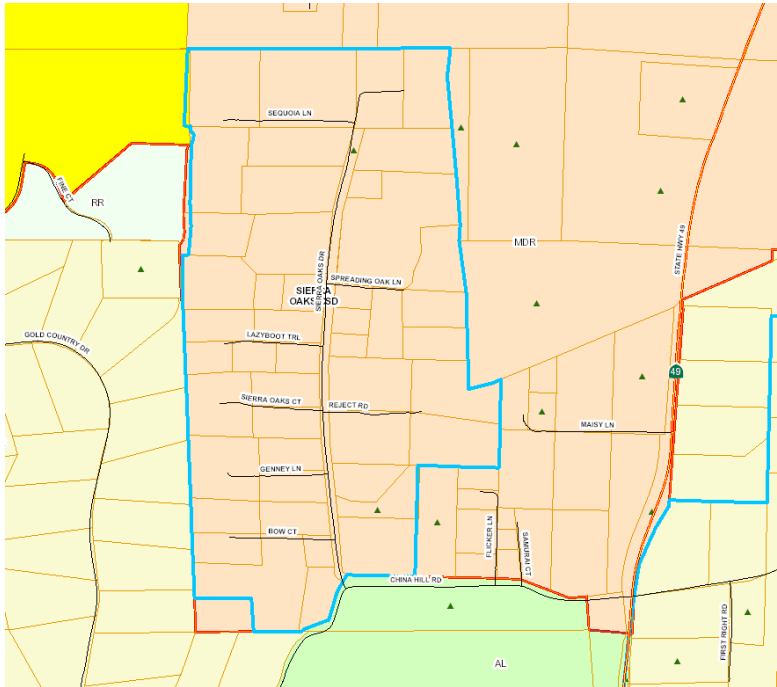 SEQUOIA LN
FINE CT
RR
STATE HWY 49
MDR
SIERRA OAKS DR
SPREADING OAK LN
SIERRA
OAKS CSD
GOLD COUNTRY DR
LAZYBOOT TRL
49
SIERRA OAKS CT
REJECT RD
MAISY LN
GENNEY LN
FLICKER LN
BOW CT
SAMURAI CT
CHINA HILL RD
FIRST RIGHT RD
AL